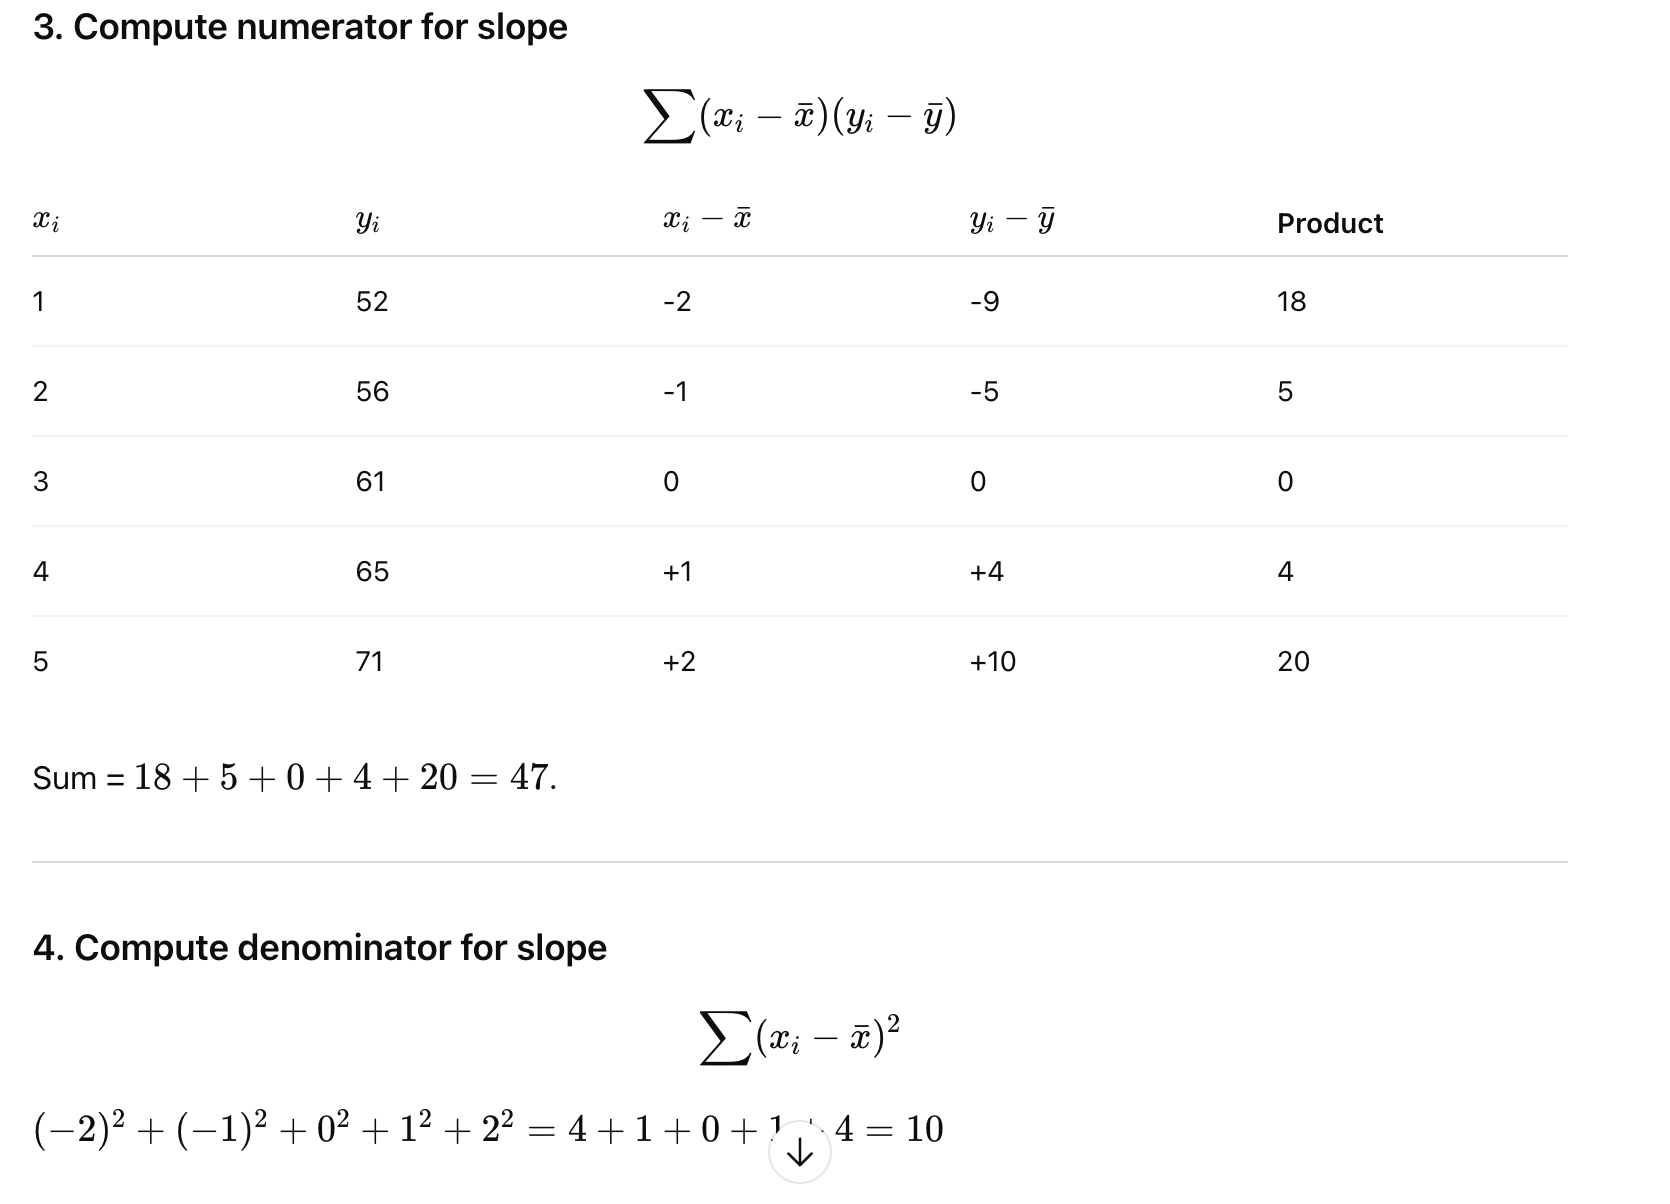 3. Compute numerator for slope
∑(xᵢ − x̄)(yᵢ − ȳ)
xᵢ yᵢ xᵢ − x̄ yᵢ − ȳ Product
1 52 -2 -9 18
2 56 -1 -5 5
3 61 0 0 0
4 65 +1 +4 4
5 71 +2 +10 20
Sum = 18 + 5 + 0 + 4 + 20 = 47.
4. Compute denominator for slope
∑(xᵢ − x̄)²
(−2)² + (−1)² + 0² + 1² + 2² = 4 + 1 + 0 + 1 + 4 = 10